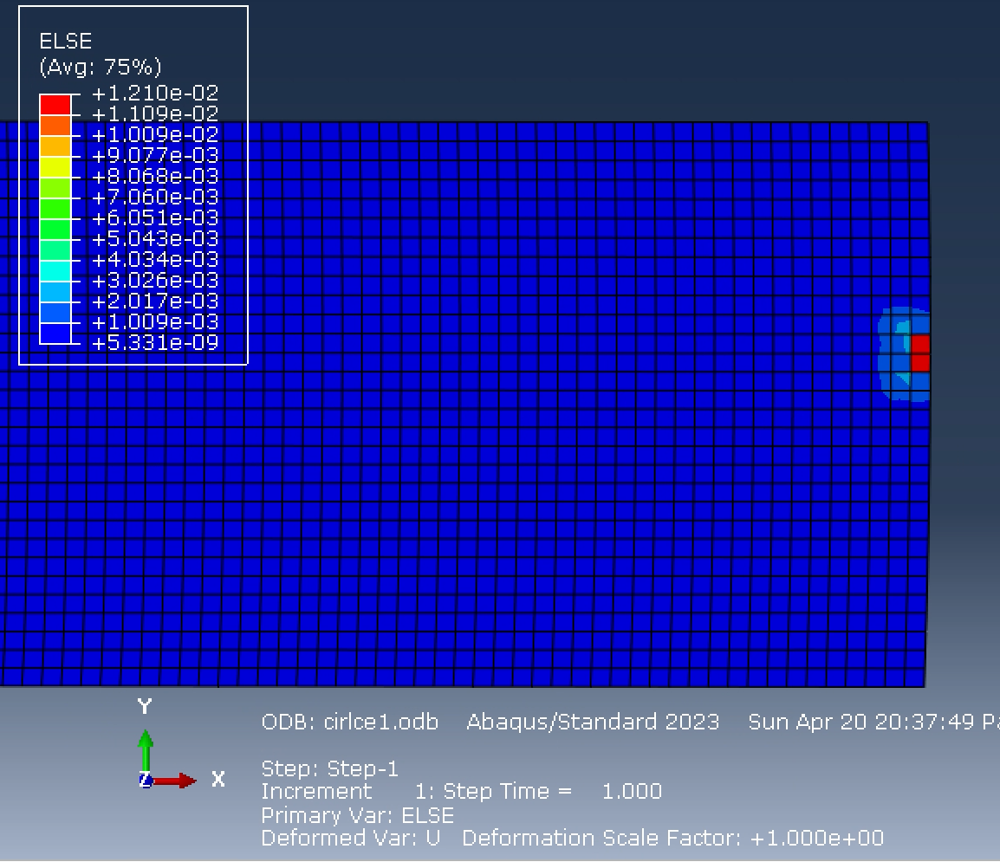 ELSE
(Avg: 75%)
+1.210e-02
+1.109e-02
+1.009e-02
+9.077e-03
+8.068e-03
+7.060e-03
+6.051e-03
+5.043e-03
+4.034e-03
+3.026e-03
+2.017e-03
+1.009e-03
+5.331e-09
Y
Z X
ODB: cirlce1.odb Abaqus/Standard 2023 Sun Apr 20 20:37:49 Pa
Step: Step-1
Increment 1: Step Time = 1.000
Primary Var: ELSE
Deformed Var: U Deformation Scale Factor: +1.000e+00